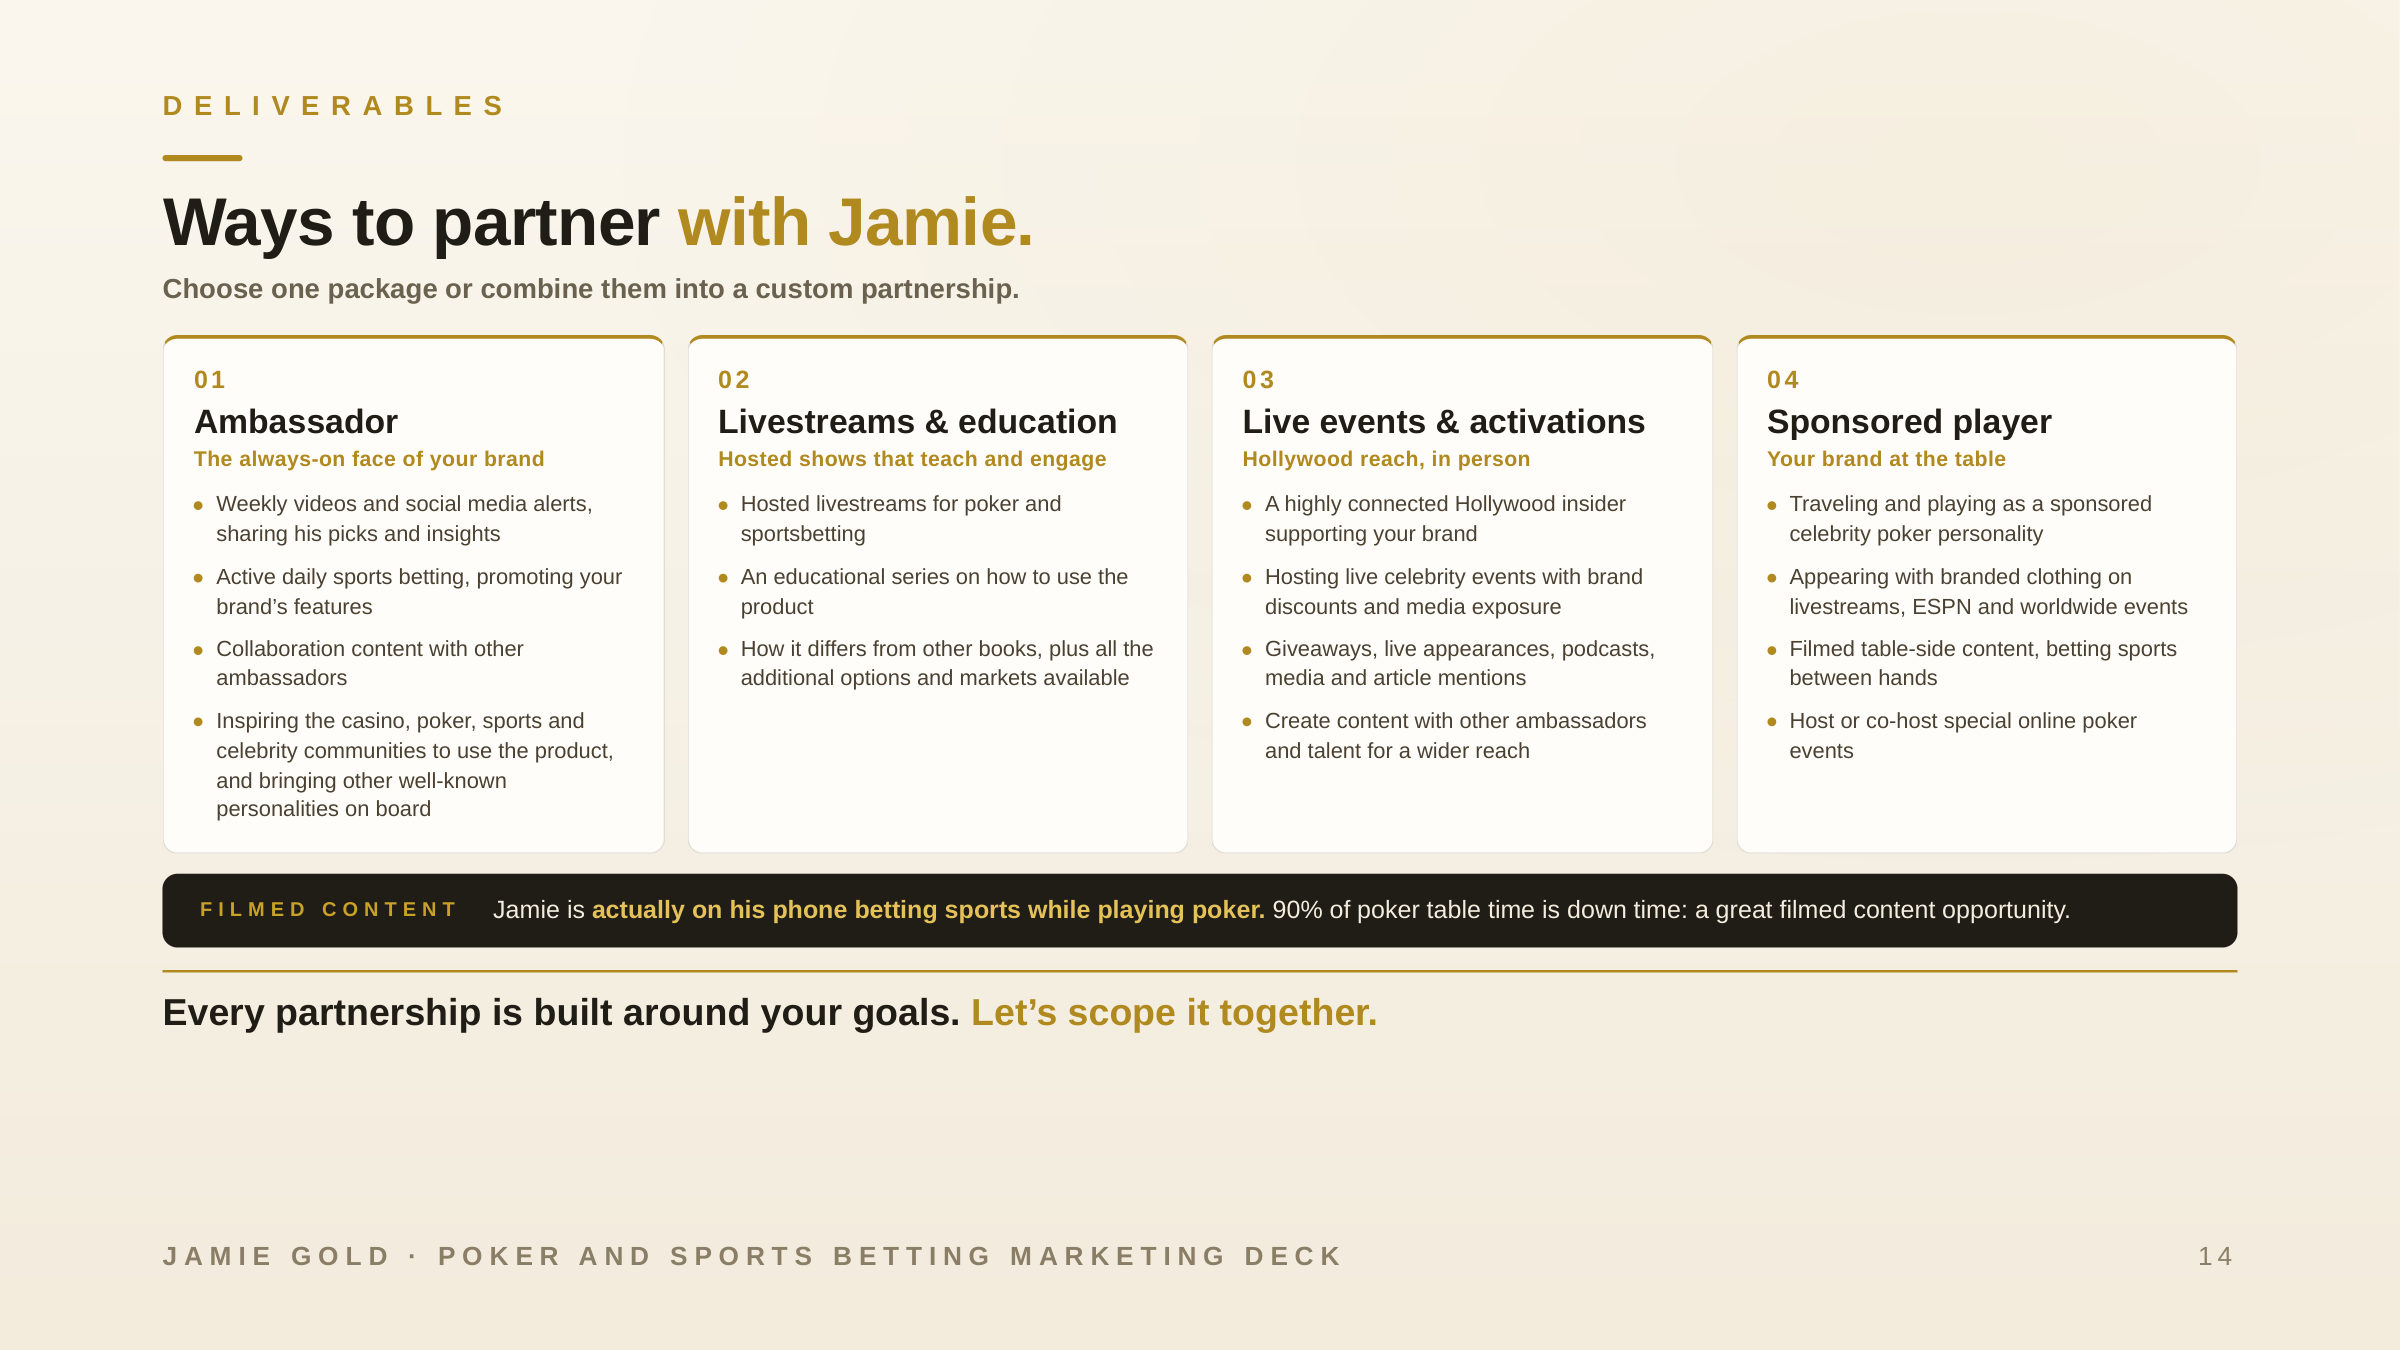 DELIVERABLES
Ways to partner with Jamie.
Choose one package or combine them into a custom partnership.
01
Ambassador
The always-on face of your brand
Weekly videos and social media alerts,
sharing his picks and insights
Active daily sports betting, promoting your
brand’s features
Collaboration content with other
ambassadors
Inspiring the casino, poker, sports and
celebrity communities to use the product,
and bringing other well-known
personalities on board
02
Livestreams & education
Hosted shows that teach and engage
Hosted livestreams for poker and
sportsbetting
An educational series on how to use the
product
How it differs from other books, plus all the
additional options and markets available
03
Live events & activations
Hollywood reach, in person
A highly connected Hollywood insider
supporting your brand
Hosting live celebrity events with brand
discounts and media exposure
Giveaways, live appearances, podcasts,
media and article mentions
Create content with other ambassadors
and talent for a wider reach
04
Sponsored player
Your brand at the table
Traveling and playing as a sponsored
celebrity poker personality
Appearing with branded clothing on
livestreams, ESPN and worldwide events
Filmed table-side content, betting sports
between hands
Host or co-host special online poker
events
FILMED CONTENT Jamie is actually on his phone betting sports while playing poker. 90% of poker table time is down time: a great filmed content opportunity.
Every partnership is built around your goals. Let’s scope it together.
JAMIE GOLD · POKER AND SPORTS BETTING MARKETING DECK 14